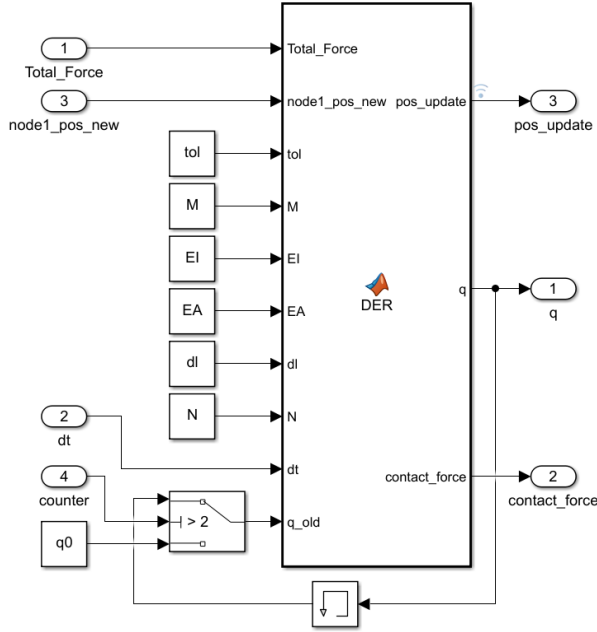 1
Total_Force
Total_Force
3
node1_pos_new
node1_pos_new
pos_update
3
pos_update
tol
tol
M
M
EI
EI
DER
q
1
q
EA
EA
dl
dl
N
N
2
dt
dt
4
counter
contact_force
2
contact_force
> 2
q_old
q0